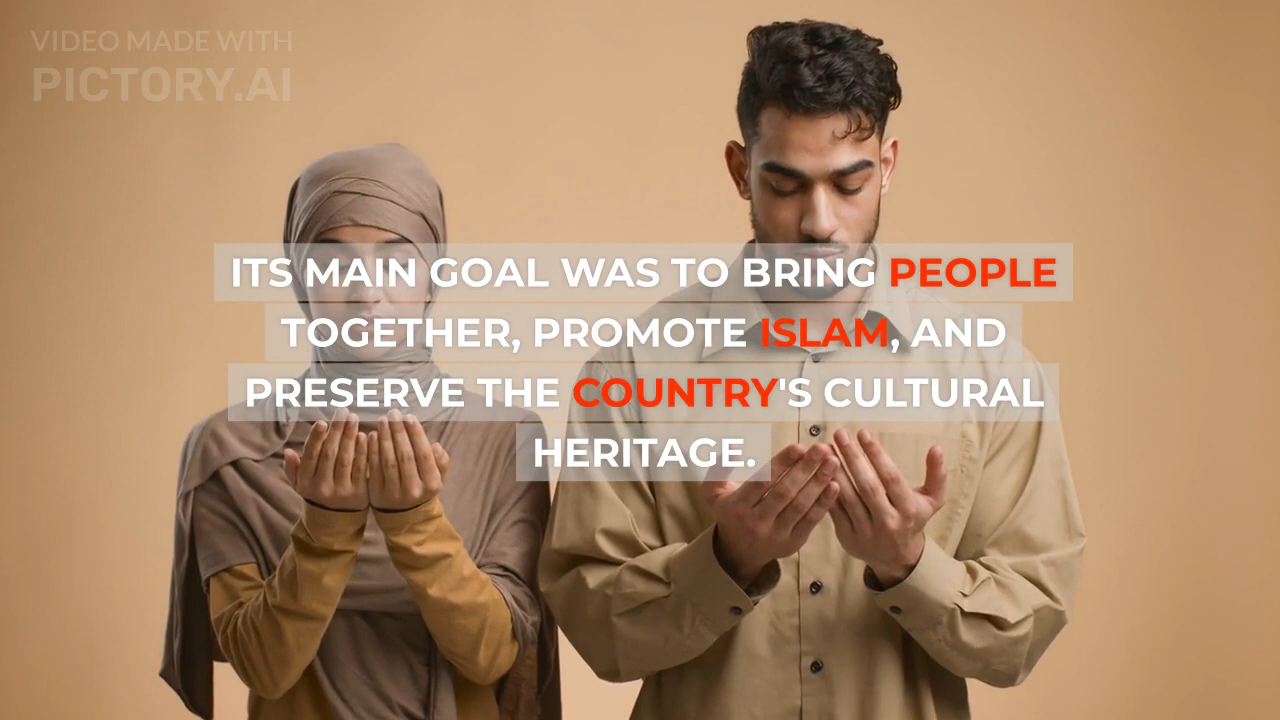 VIDEO MADE WITH
PICTORY.AI
ITS MAIN GOAL WAS TO BRING PEOPLE
TOGETHER, PROMOTE ISLAM, AND
PRESERVE THE COUNTRY'S CULTURAL
HERITAGE.